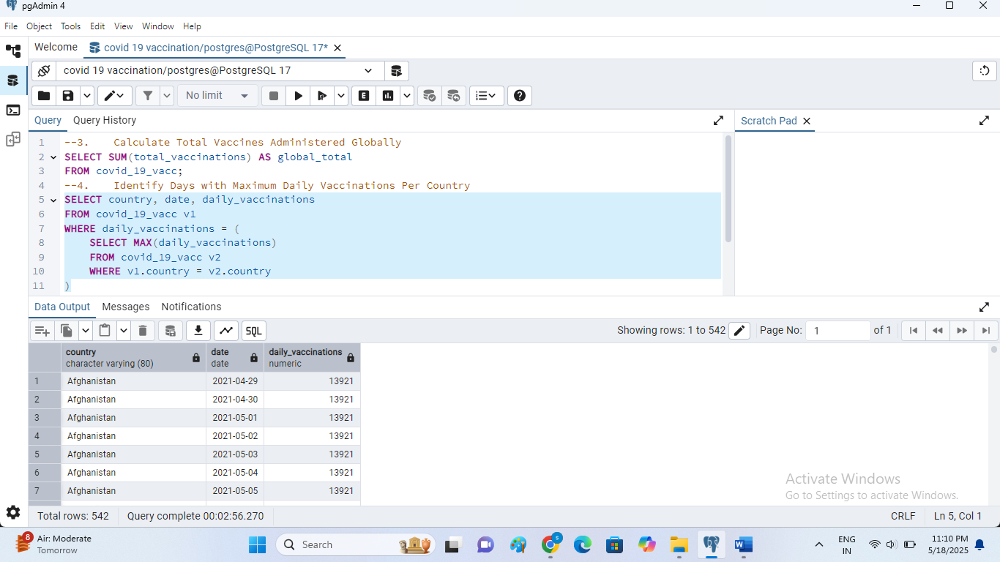 pgAdmin 4
File Object Tools Edit View Window Help
Welcome covid 19 vaccination/postgres@PostgreSQL 17*
covid 19 vaccination/postgres@PostgreSQL 17
No limit
E
Query Query History
Scratch Pad
1 --3. Calculate Total Vaccines Administered Globally
2 SELECT SUM(total_vaccinations) AS global_total
3 FROM covid_19_vacc;
4 --4. Identify Days with Maximum Daily Vaccinations Per Country
5 SELECT country, date, daily_vaccinations
6 FROM covid_19_vacc v1
7 WHERE daily_vaccinations = (
8 SELECT MAX(daily_vaccinations)
9 FROM covid_19_vacc v2
10 WHERE v1.country = v2.country
11 )
Data Output Messages Notifications
SQL Showing rows: 1 to 542 Page No: 1 of 1
country date daily_vaccinations
character varying (80) date numeric
1 Afghanistan 2021-04-29 13921
2 Afghanistan 2021-04-30 13921
3 Afghanistan 2021-05-01 13921
4 Afghanistan 2021-05-02 13921
5 Afghanistan 2021-05-03 13921
6 Afghanistan 2021-05-04 13921
7 Afghanistan 2021-05-05 13921
Activate Windows
Go to Settings to activate Windows.
Total rows: 542 Query complete 00:02:56.270 CRLF Ln 5, Col 1
8 Air: Moderate
Tomorrow
Search
S
W
ENG
IN
11:10 PM
5/18/2025